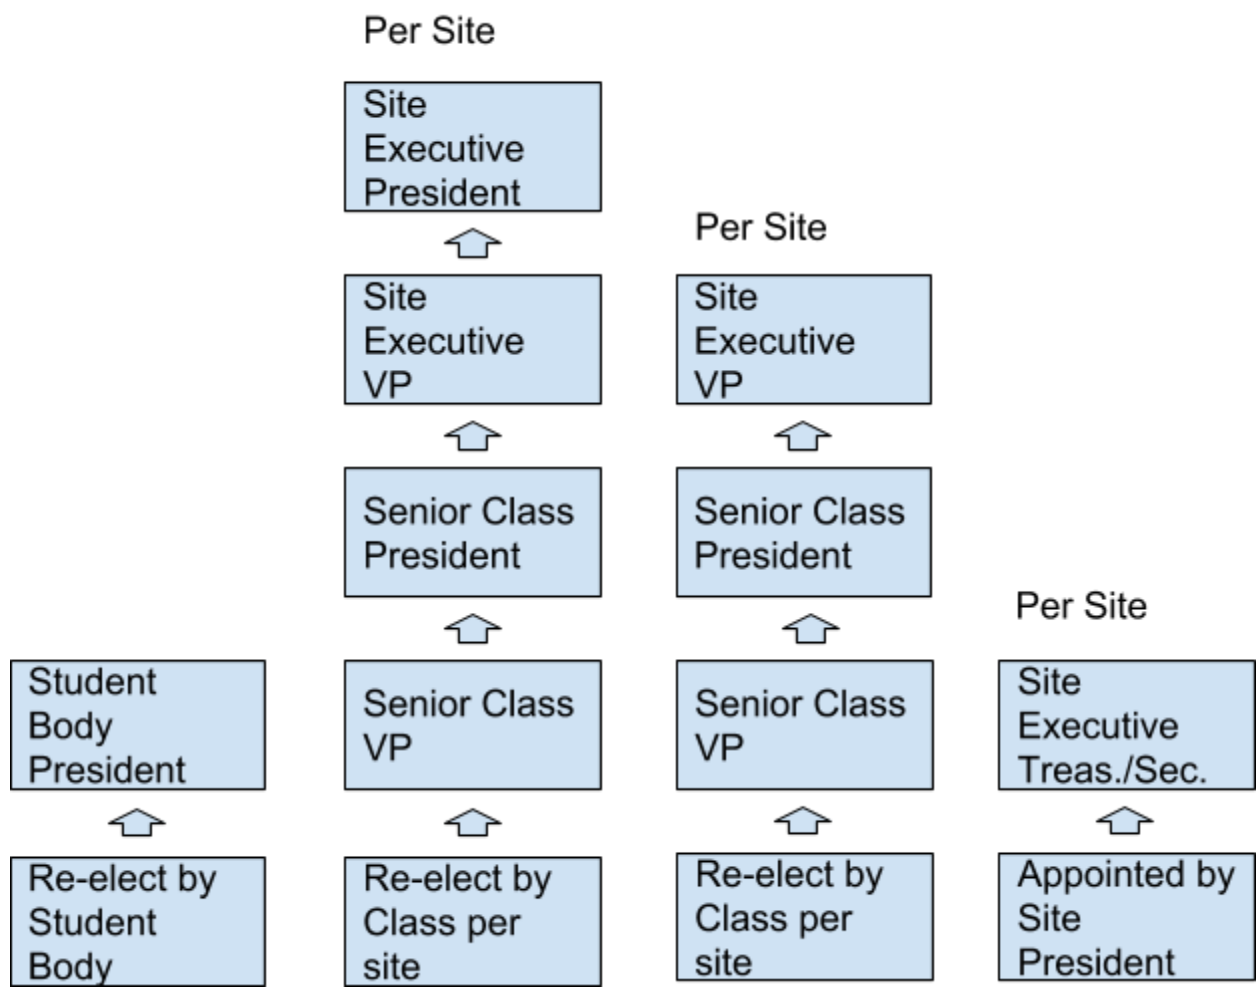 Per Site
Site
Executive
President
Per Site
Site
Executive
VP
Site
Executive
VP
Senior Class
President
Senior Class
President
Per Site
Student
Body
President
Senior Class
VP
Senior Class
VP
Site
Executive
Treas./Sec.
Re-elect by
Student
Body
Re-elect by
Class per
site
Re-elect by
Class per
site
Appointed by
Site
President